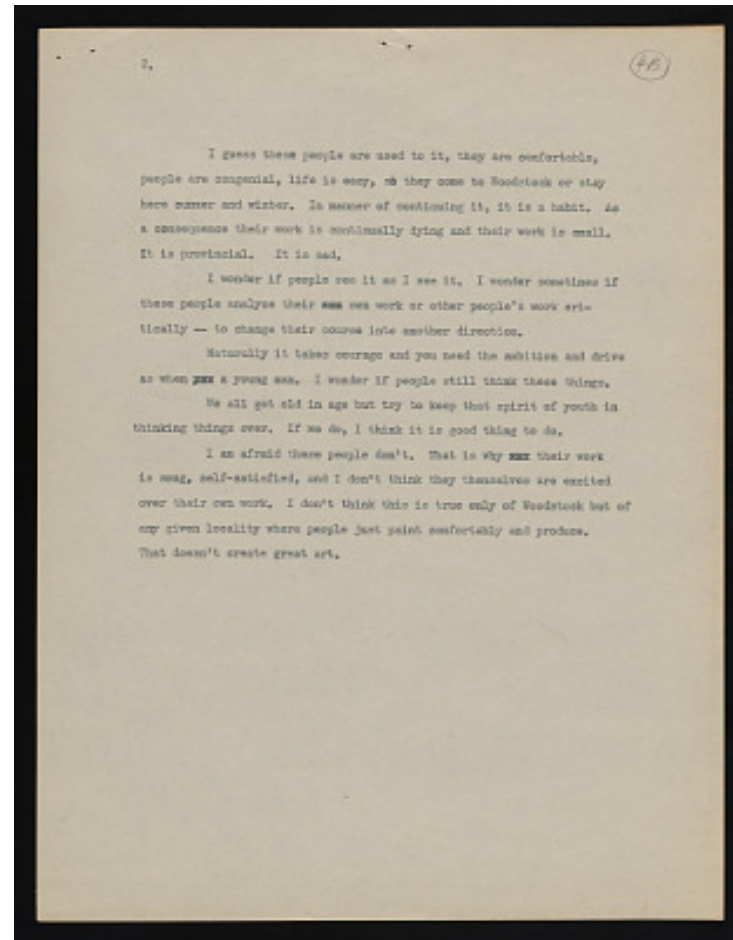 2.
I guess these people are used to it, they are comfortable,
people are congenial, life is easy, they come to Woodstock or stay
here summer and winter. In manner of continuing it, it is a habit. As
a consequence their work is continually dying and their work is small.
It is provincial. It is sad.
I wonder if people see it as I see it. I wonder sometimes if
these people analyze their own work or other people's work cri-
tically -- to change their course into another direction.
Naturally it takes courage and you need the ambition and drive
as when a young man. I wonder if people still think these things.
We all get old in age but try to keep that spirit of youth in
thinking things over. If we do, I think it is good thing to do.
I am afraid these people don't. That is why their work
is smug, self-satisfied, and I don't think they themselves are excited
over their own work. I don't think this is true only of Woodstock but of
any given locality where people just paint comfortably and produce.
That doesn't create great art.